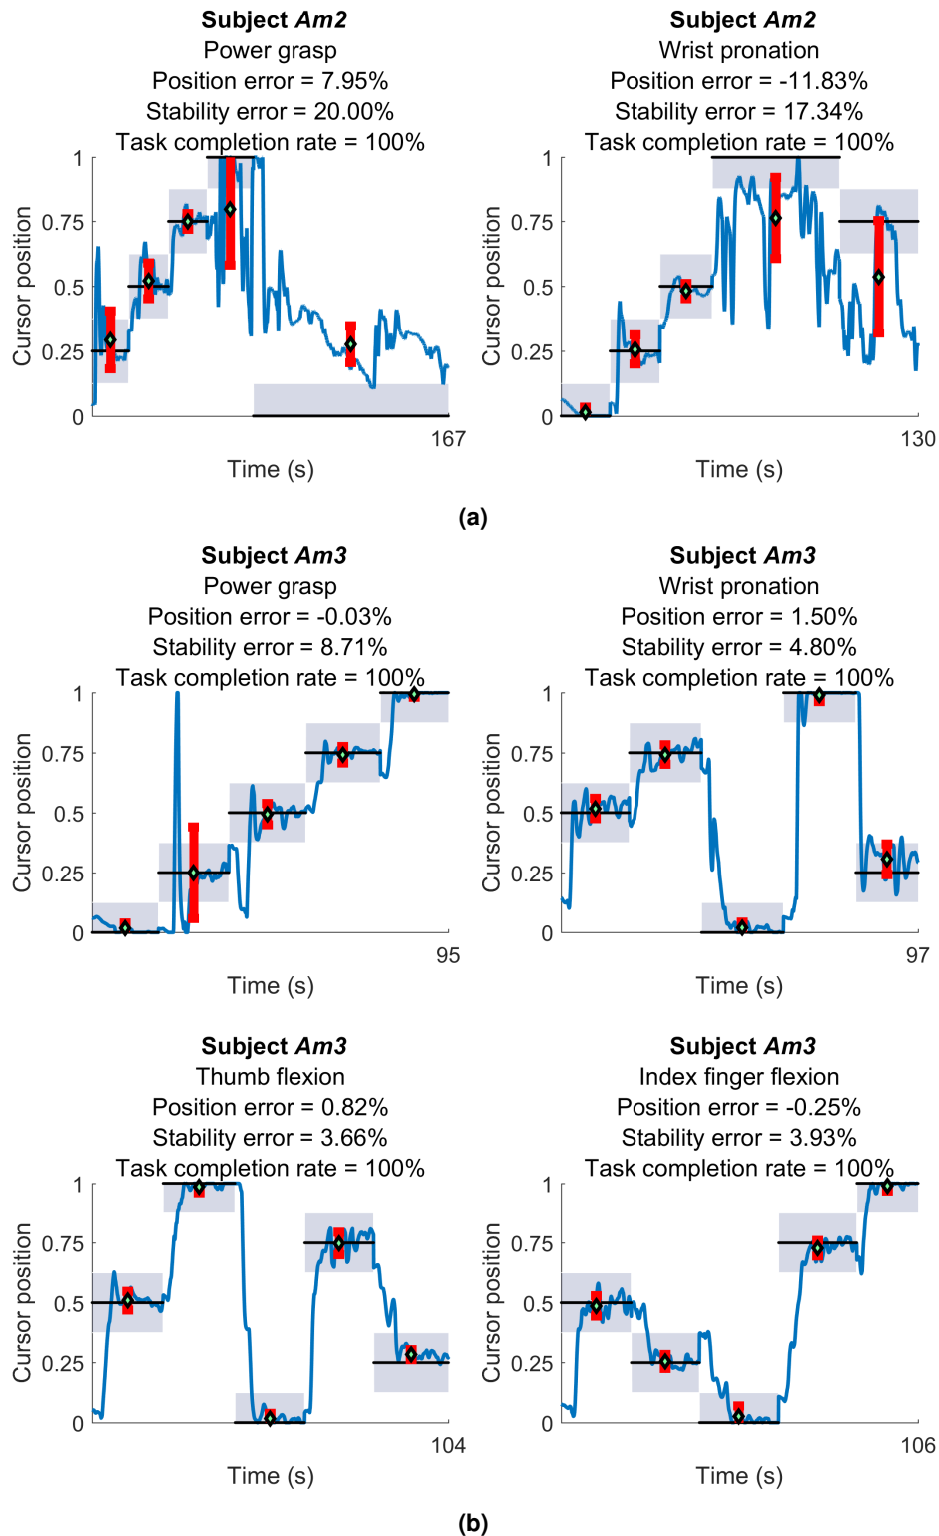 Subject Am2
Power grasp
Position error = 7.95%
Stability error = 20.00%
Task completion rate = 100%
1
0.75
0.5
0.25
0
Cursor position
167
Time (s)
Subject Am2
Wrist pronation
Position error = -11.83%
Stability error = 17.34%
Task completion rate = 100%
1
0.75
0.5
0.25
0
Cursor position
130
Time (s)
(a)
Subject Am3
Power grasp
Position error = -0.03%
Stability error = 8.71%
Task completion rate = 100%
1
0.75
0.5
0.25
0
Cursor position
95
Time (s)
Subject Am3
Wrist pronation
Position error = 1.50%
Stability error = 4.80%
Task completion rate = 100%
1
0.75
0.5
0.25
0
Cursor position
97
Time (s)
Subject Am3
Thumb flexion
Position error = 0.82%
Stability error = 3.66%
Task completion rate = 100%
1
0.75
0.5
0.25
0
Cursor position
104
Time (s)
Subject Am3
Index finger flexion
Position error = -0.25%
Stability error = 3.93%
Task completion rate = 100%
1
0.75
0.5
0.25
0
Cursor position
106
Time (s)
(b)